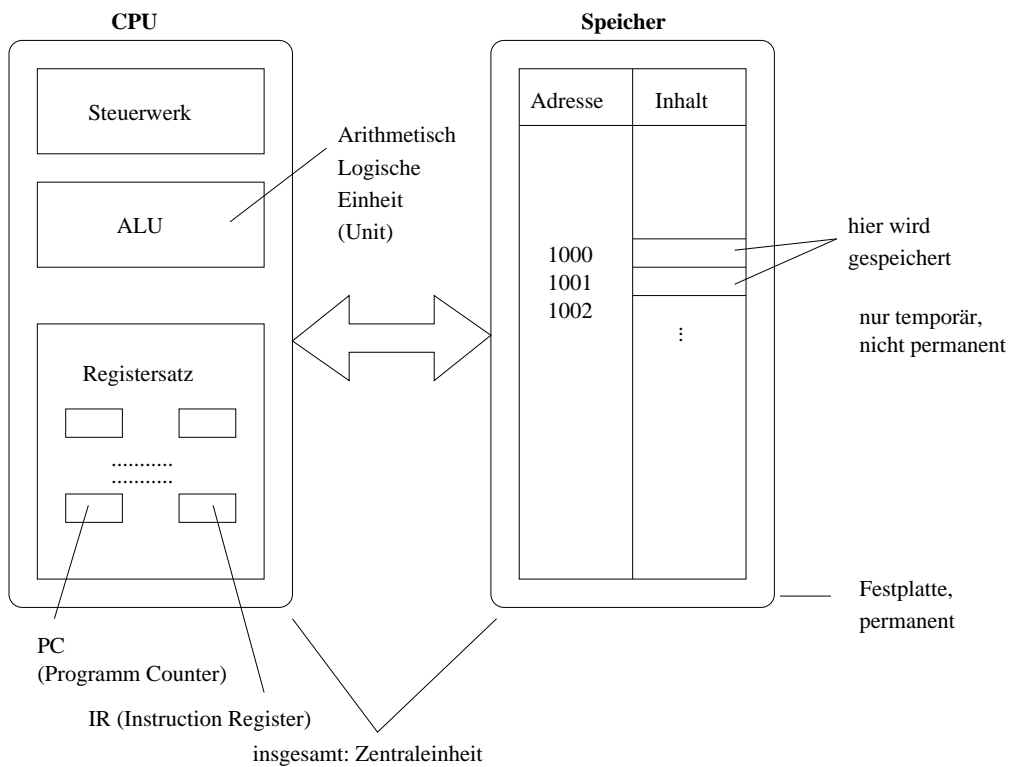 CPU
Speicher
Steuerwerk
ALU
Arithmetisch
Logische
Einheit
(Unit)
Registersatz
...........
...........
PC
(Programm Counter)
IR (Instruction Register)
insgesamt: Zentraleinheit
Adresse
Inhalt
1000
1001
1002
...
hier wird
gespeichert
nur temporär,
nicht permanent
Festplatte,
permanent